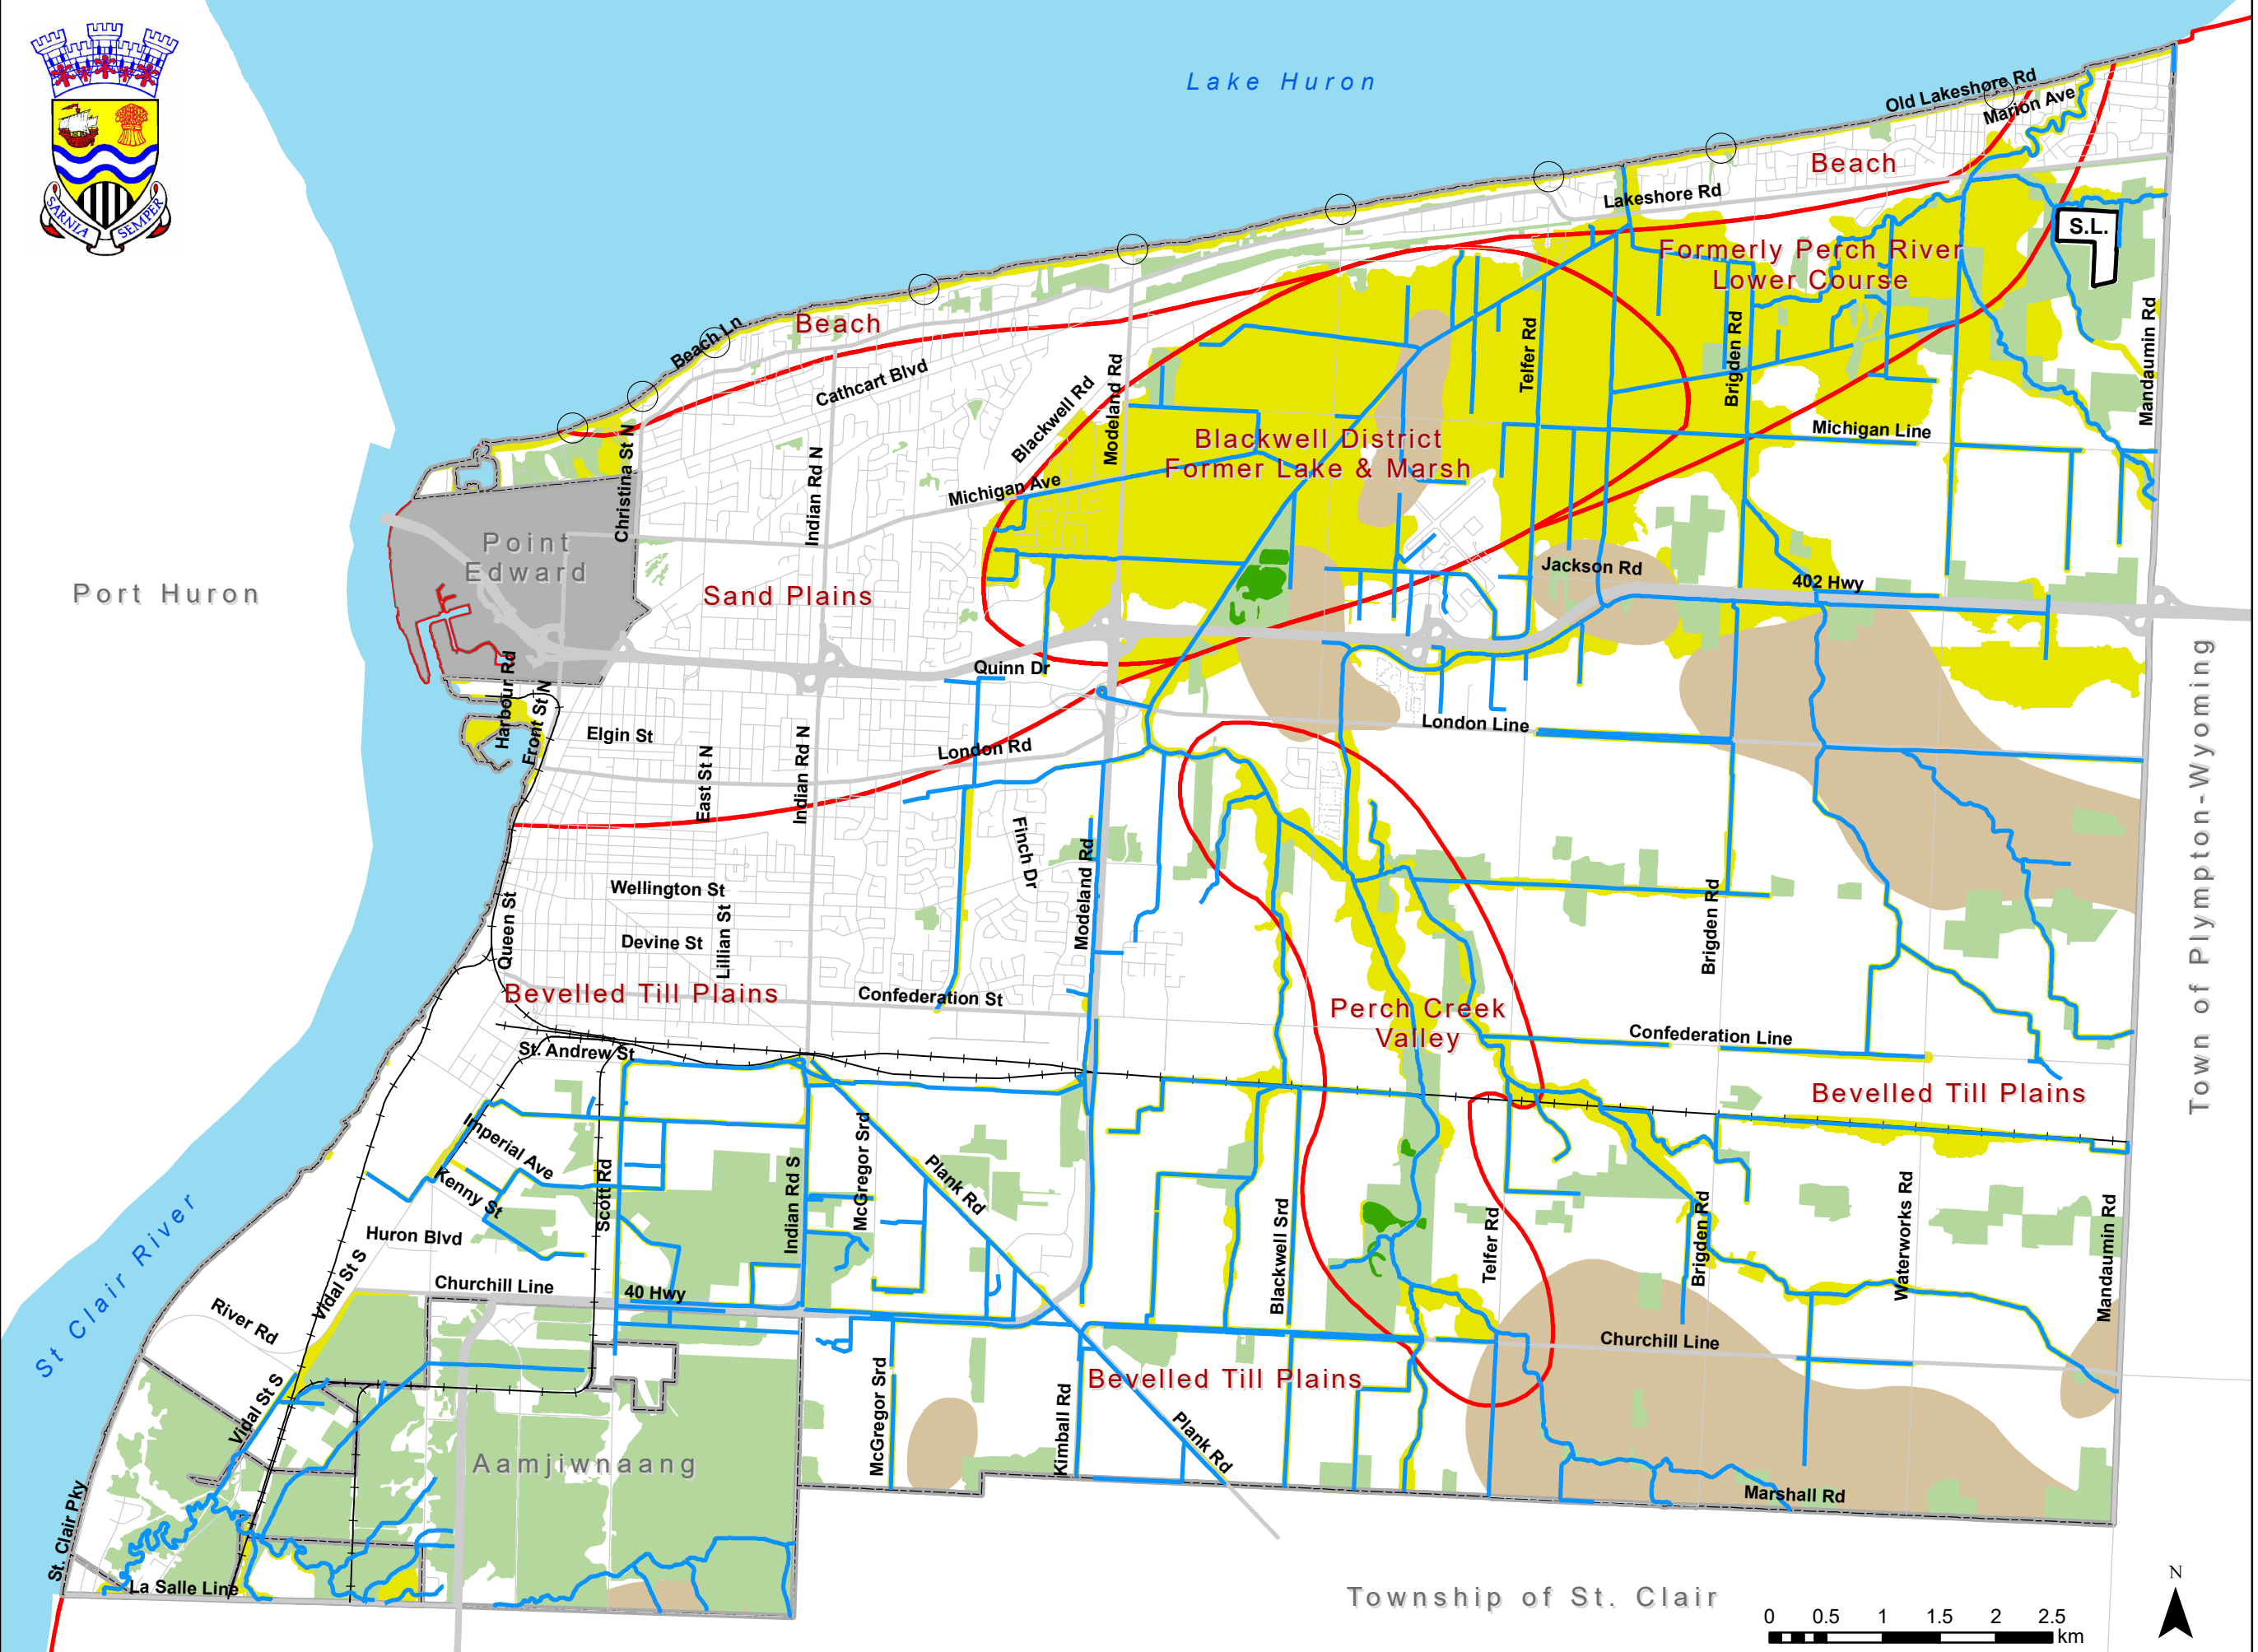 SARNIA SEMPER
Lake Huron
Old Lakeshore Rd
Marion Ave
Beach
Lakeshore Rd
S.L.
Formerly Perch River
Lower Course
Beach
Beach Ln
Cathcart Blvd
Blackwell Rd
Modeland Rd
Telfer Rd
Brigden Rd
Mandaumin Rd
Michigan Line
Blackwell District
Former Lake & Marsh
Michigan Ave
Christina St N
Indian Rd N
Point
Edward
Port Huron
Sand Plains
Jackson Rd
402 Hwy
Town of Plympton-Wyoming
Quinn Dr
Harbour Rd
Front St N
Elgin St
East St N
Indian Rd N
London Rd
London Line
Finch Dr
Modeland Rd
Wellington St
Queen St
Devine St
Lillian St
Brigden Rd
Bevelled Till Plains
Confederation St
Perch Creek
Valley
Confederation Line
St. Andrew St
Bevelled Till Plains
Imperial Ave
Kenny St
Scott Rd
Indian Rd S
McGregor Srd
Plank Rd
Blackwell Srd
Telfer Rd
Brigden Rd
Waterworks Rd
Mandaumin Rd
St Clair River
Huron Blvd
Vidal St S
Churchill Line
40 Hwy
River Rd
Churchill Line
Bevelled Till Plains
Vidal St S
McGregor Srd
Kimball Rd
Plank Rd
Aamjiwnaang
Marshall Rd
St. Clair Pky
La Salle Line
Township of St. Clair
N
0 0.5 1 1.5 2 2.5
km